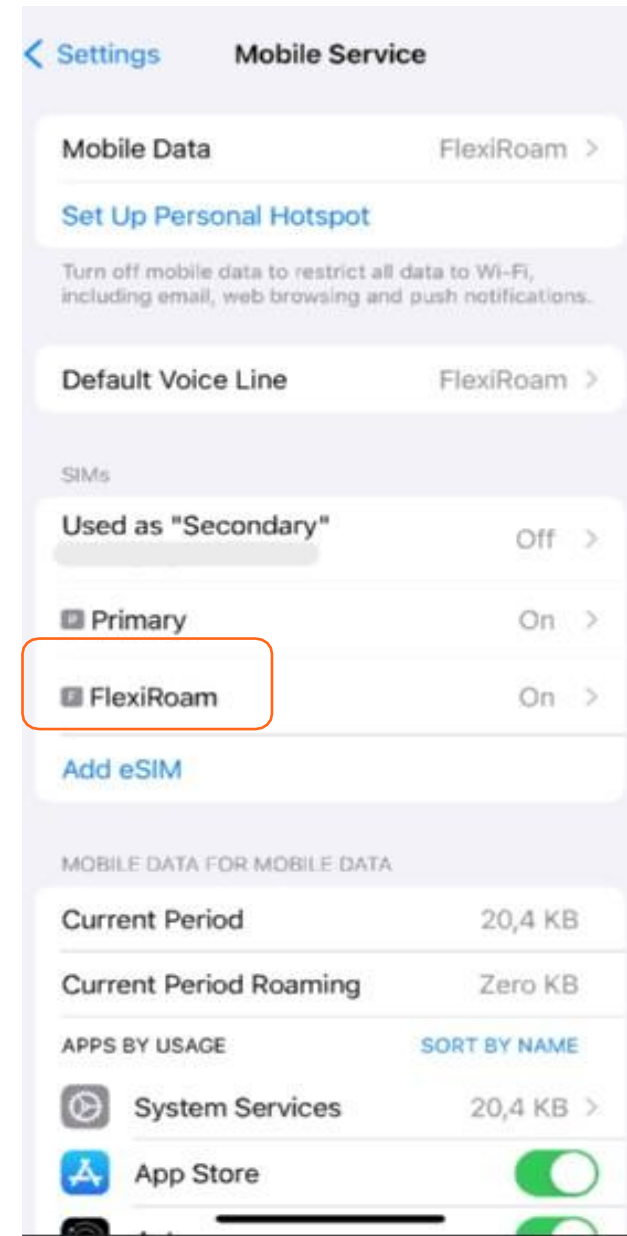 Settings
Mobile Service
Mobile Data
FlexiRoam
Set Up Personal Hotspot
Turn off mobile data to restrict all data to Wi-Fi,
including email, web browsing and push notifications.
Default Voice Line
FlexiRoam
SIMs
Used as "Secondary"
Off
P Primary
On
F FlexiRoam
On
Add eSIM
MOBILE DATA FOR MOBILE DATA
Current Period
20,4 KB
Current Period Roaming
Zero KB
APPS BY USAGE
SORT BY NAME
System Services
20,4 KB
App Store